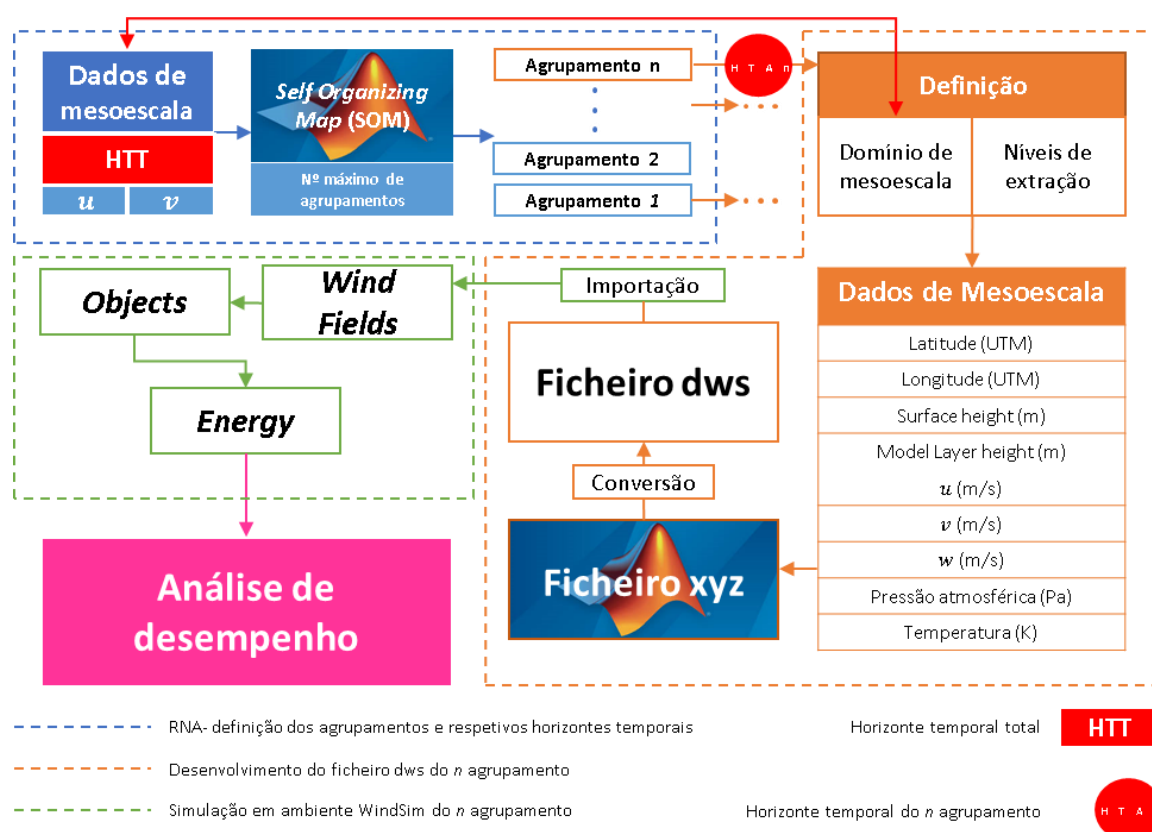 Dados de
mesoescala
HTT
u v
Self Organizing
Map (SOM)
Nº máximo de
agrupamentos
Agrupamento n
Agrupamento 2
Agrupamento 1
H T A n
Definição
Domínio de
mesoescala
Níveis de
extração
Dados de Mesoescala
Latitude (UTM)
Longitude (UTM)
Surface height (m)
Model Layer height (m)
u (m/s)
v (m/s)
w (m/s)
Pressão atmosférica (Pa)
Temperatura (K)
Ficheiro xyz
Conversão
Ficheiro dws
Importação
Wind
Fields
Objects
Energy
Análise de
desempenho
RNA- definição dos agrupamentos e respetivos horizontes temporais
Desenvolvimento do ficheiro dws do n agrupamento
Simulação em ambiente WindSim do n agrupamento
Horizonte temporal total
HTT
Horizonte temporal do n agrupamento
H T A